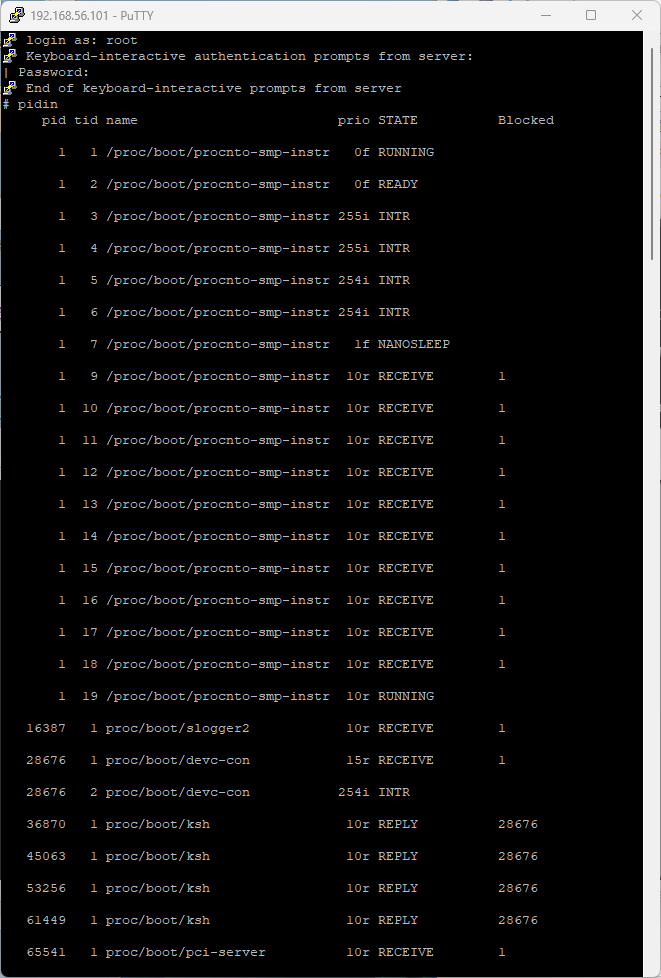 192.168.56.101 - PuTTY
login as: root
Keyboard-interactive authentication prompts from server:
| Password:
End of keyboard-interactive prompts from server
# pidin
pid tid name prio STATE Blocked
1 1 /proc/boot/procnto-smp-instr 0f RUNNING
1 2 /proc/boot/procnto-smp-instr 0f READY
1 3 /proc/boot/procnto-smp-instr 255i INTR
1 4 /proc/boot/procnto-smp-instr 255i INTR
1 5 /proc/boot/procnto-smp-instr 254i INTR
1 6 /proc/boot/procnto-smp-instr 254i INTR
1 7 /proc/boot/procnto-smp-instr 1f NANOSLEEP
1 9 /proc/boot/procnto-smp-instr 10r RECEIVE 1
1 10 /proc/boot/procnto-smp-instr 10r RECEIVE 1
1 11 /proc/boot/procnto-smp-instr 10r RECEIVE 1
1 12 /proc/boot/procnto-smp-instr 10r RECEIVE 1
1 13 /proc/boot/procnto-smp-instr 10r RECEIVE 1
1 14 /proc/boot/procnto-smp-instr 10r RECEIVE 1
1 15 /proc/boot/procnto-smp-instr 10r RECEIVE 1
1 16 /proc/boot/procnto-smp-instr 10r RECEIVE 1
1 17 /proc/boot/procnto-smp-instr 10r RECEIVE 1
1 18 /proc/boot/procnto-smp-instr 10r RECEIVE 1
1 19 /proc/boot/procnto-smp-instr 10r RUNNING
16387 1 proc/boot/slogger2 10r RECEIVE 1
28676 1 proc/boot/devc-con 15r RECEIVE 1
28676 2 proc/boot/devc-con 254i INTR
36870 1 proc/boot/ksh 10r REPLY 28676
45063 1 proc/boot/ksh 10r REPLY 28676
53256 1 proc/boot/ksh 10r REPLY 28676
61449 1 proc/boot/ksh 10r REPLY 28676
65541 1 proc/boot/pci-server 10r RECEIVE 1